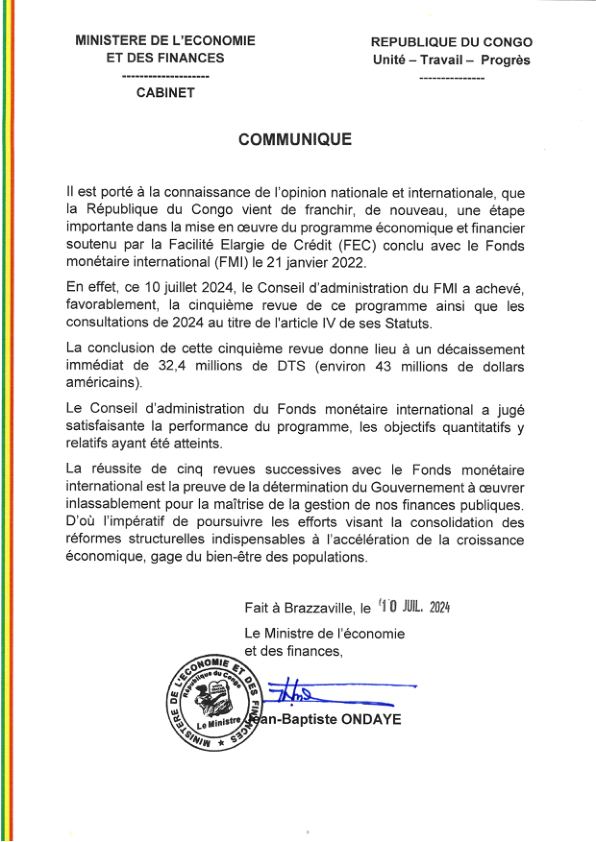 MINISTERE DE L'ECONOMIE
ET DES FINANCES
--------------------
CABINET
REPUBLIQUE DU CONGO
Unité – Travail – Progrès
---------------
COMMUNIQUE
Il est porté à la connaissance de l'opinion nationale et internationale, que
la République du Congo vient de franchir, de nouveau, une étape
importante dans la mise en œuvre du programme économique et financier
soutenu par la Facilité Elargie de Crédit (FEC) conclu avec le Fonds
monétaire international (FMI) le 21 janvier 2022.
En effet, ce 10 juillet 2024, le Conseil d'administration du FMI a achevé,
favorablement, la cinquième revue de ce programme ainsi que les
consultations de 2024 au titre de l'article IV de ses Statuts.
La conclusion de cette cinquième revue donne lieu à un décaissement
immédiat de 32,4 millions de DTS (environ 43 millions de dollars
américains).
Le Conseil d'administration du Fonds monétaire international a jugé
satisfaisante la performance du programme, les objectifs quantitatifs y
relatifs ayant été atteints.
La réussite de cinq revues successives avec le Fonds monétaire
international est la preuve de la détermination du Gouvernement à œuvrer
inlassablement pour la maîtrise de la gestion de nos finances publiques.
D'où l'impératif de poursuivre les efforts visant la consolidation des
réformes structurelles indispensables à l'accélération de la croissance
économique, gage du bien-être des populations.
Fait à Brazzaville, le 10 JUIL. 2024
Le Ministre de l'économie
et des finances,
MINISTERE DE L'ECONOMIE ET DES FINANCES
République du Congo
Le Ministre
Jean-Baptiste ONDAYE